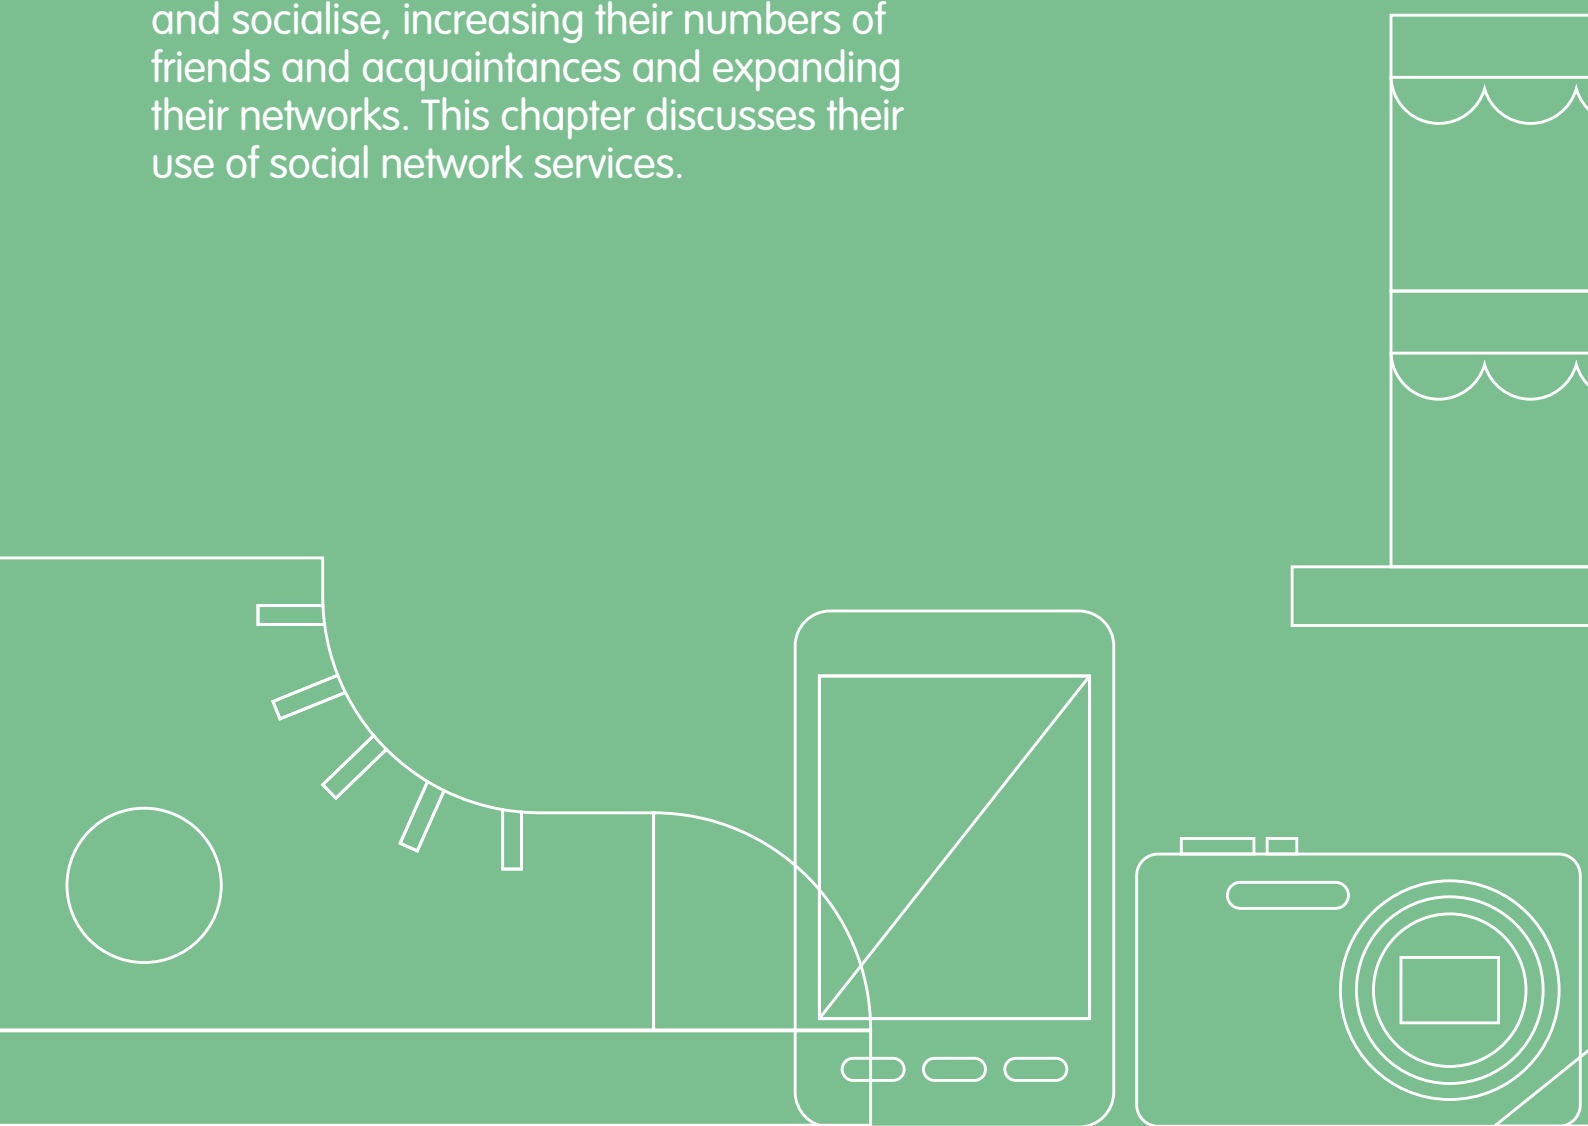 and socialise, increasing their numbers of
friends and acquaintances and expanding
their networks. This chapter discusses their
use of social network services.